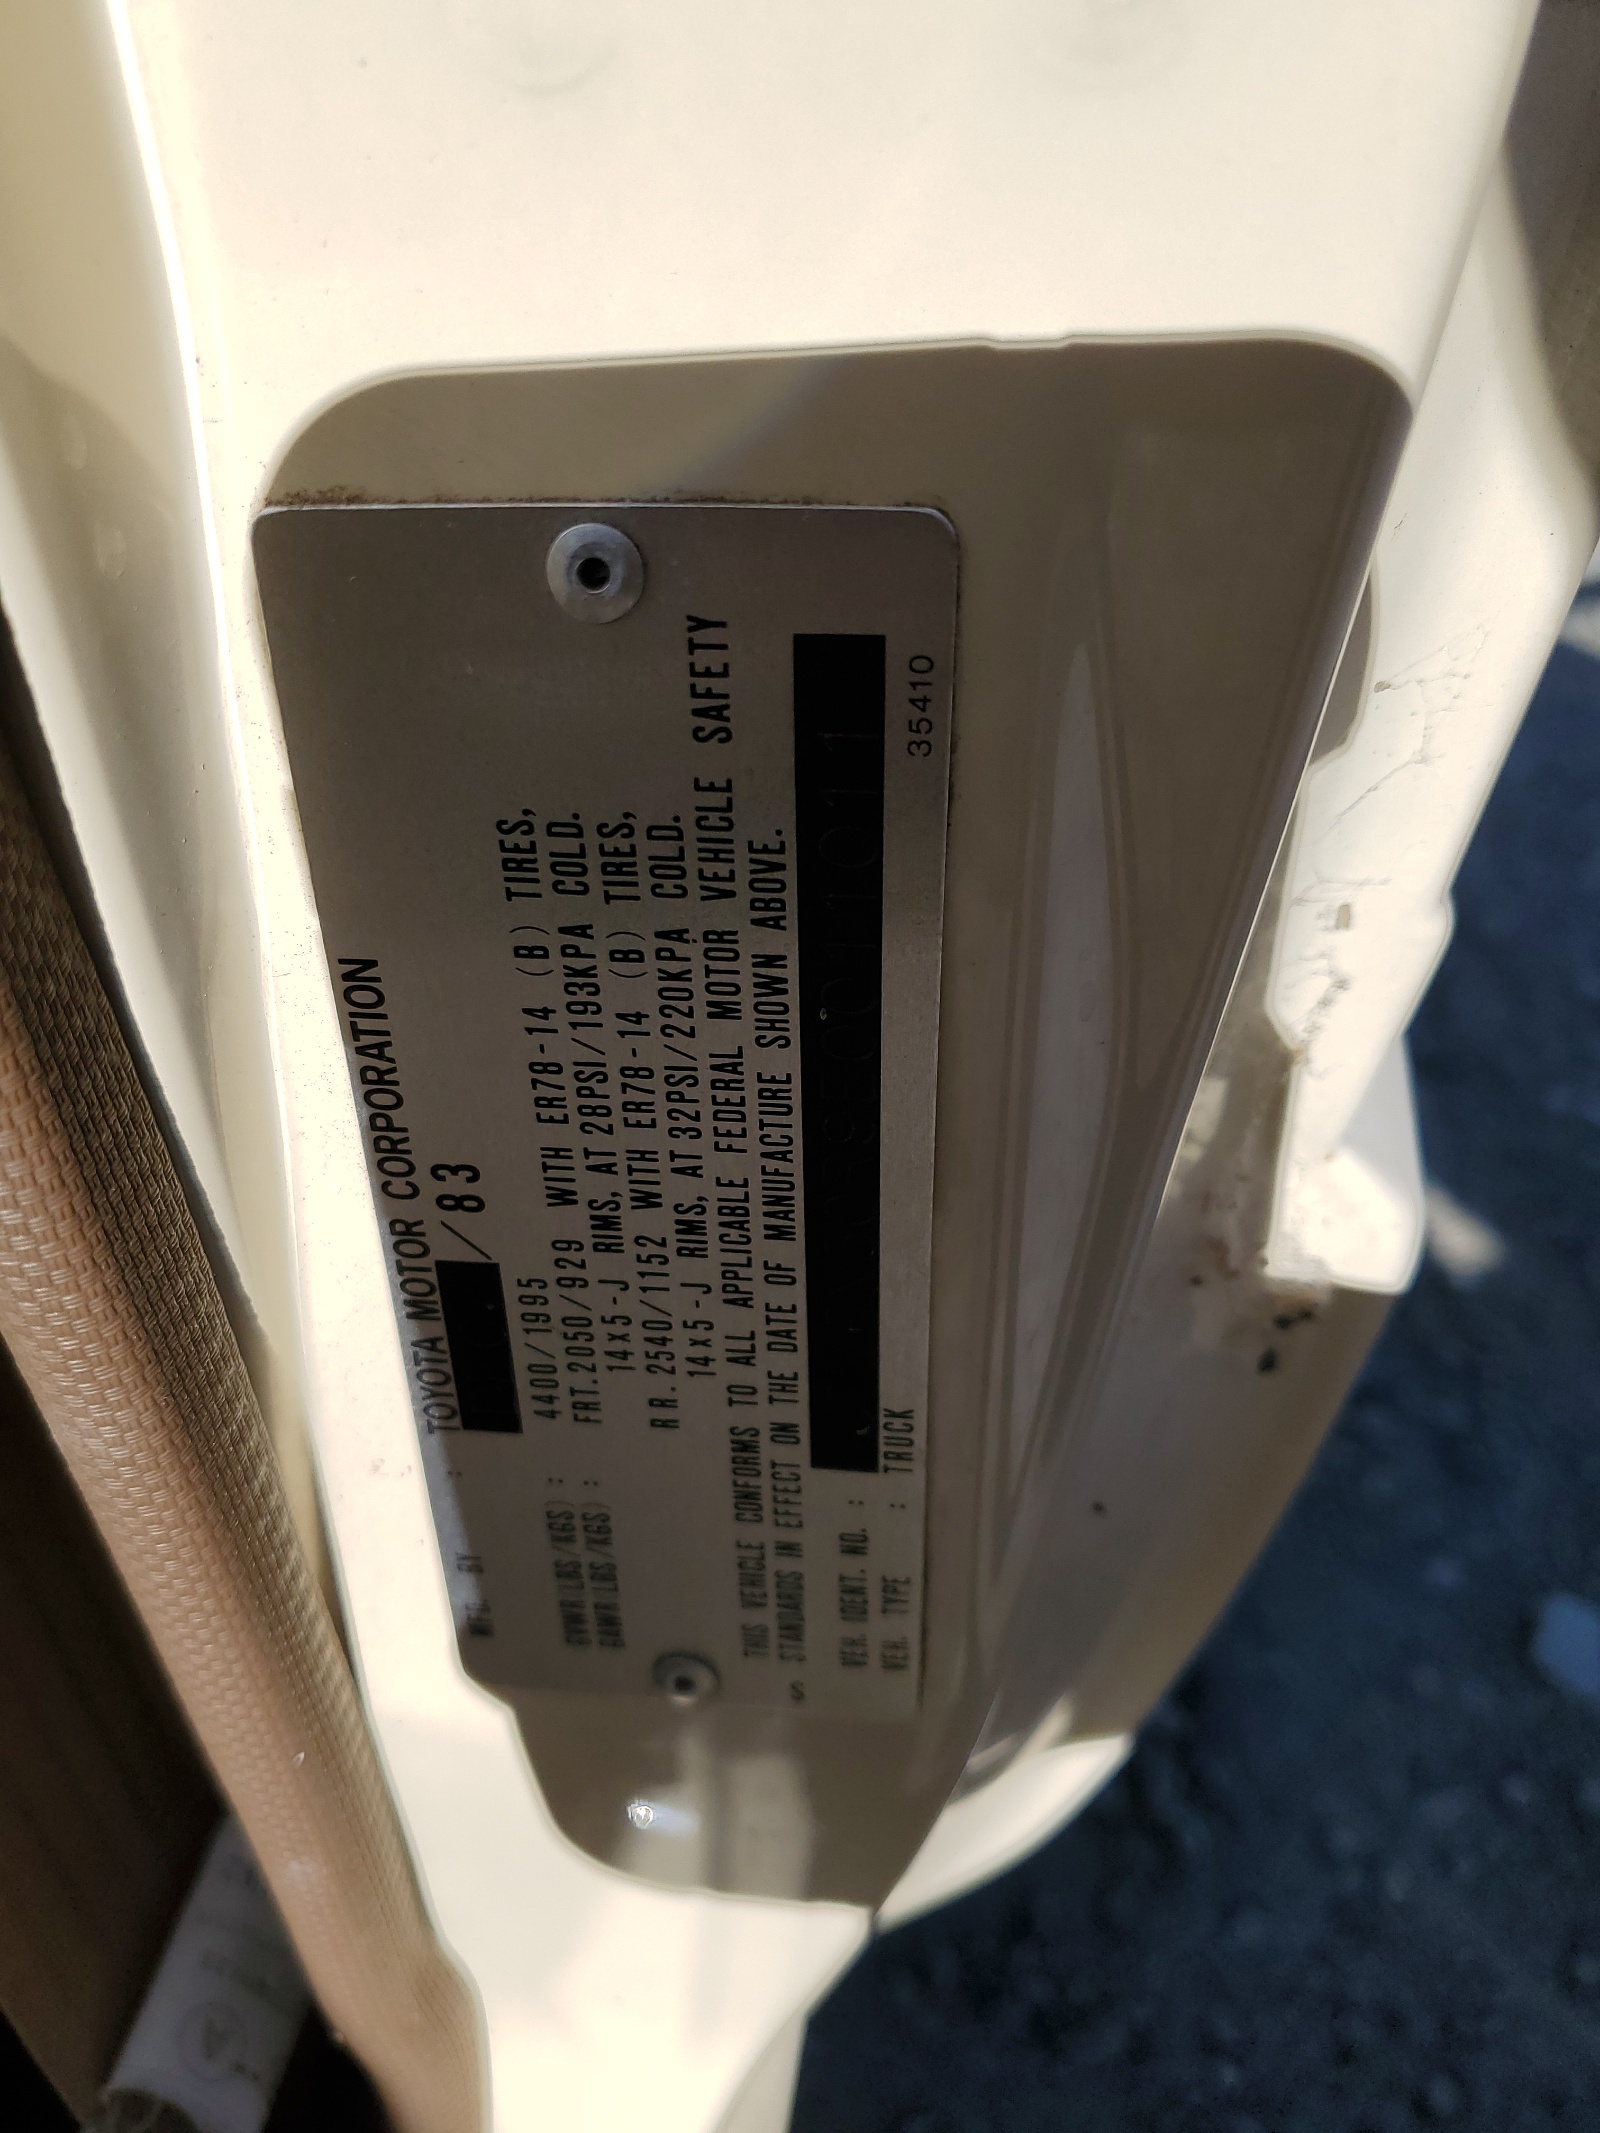 TOYOTA MOTOR CORPORATION
MFG. BY : /83
GVWR(LBS/KGS) : 4400/1995
GAWR(LBS/KGS) : FRT.2050/929 WITH ER78-14 (B) TIRES,
14x5-J RIMS, AT 28PSI/193KPA COLD.
RR.2540/1152 WITH ER78-14 (B) TIRES,
14x5-J RIMS, AT 32PSI/220KPA COLD.
THIS VEHICLE CONFORMS TO ALL APPLICABLE FEDERAL MOTOR VEHICLE SAFETY
STANDARDS IN EFFECT ON THE DATE OF MANUFACTURE SHOWN ABOVE.
VEH. IDENT. NO. :
VEH. TYPE : TRUCK
35410